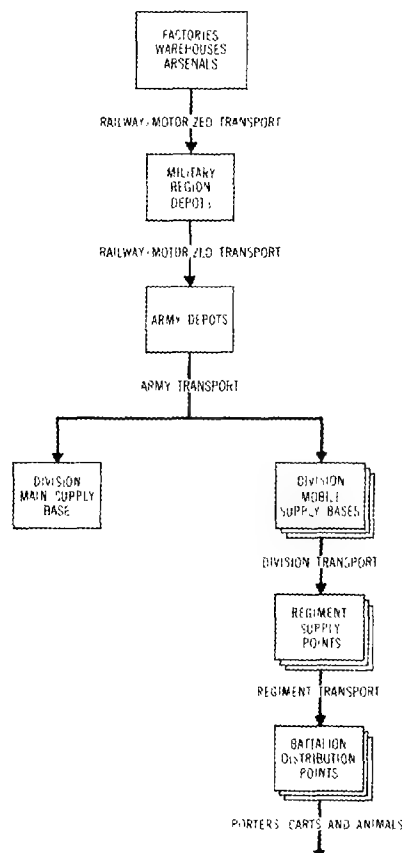 FACTORIES
WAREHOUSES
ARSENALS
RAILWAY-MOTORIZED TRANSPORT
MILITARY
REGION
DEPOTS
RAILWAY-MOTORIZED TRANSPORT
ARMY DEPOTS
ARMY TRANSPORT
DIVISION
MAIN SUPPLY
BASE
DIVISION
MOBILE
SUPPLY BASES
DIVISION TRANSPORT
REGIMENT
SUPPLY
POINTS
REGIMENT TRANSPORT
BATTALION
DISTRIBUTION
POINTS
PORTERS, CARTS AND ANIMALS